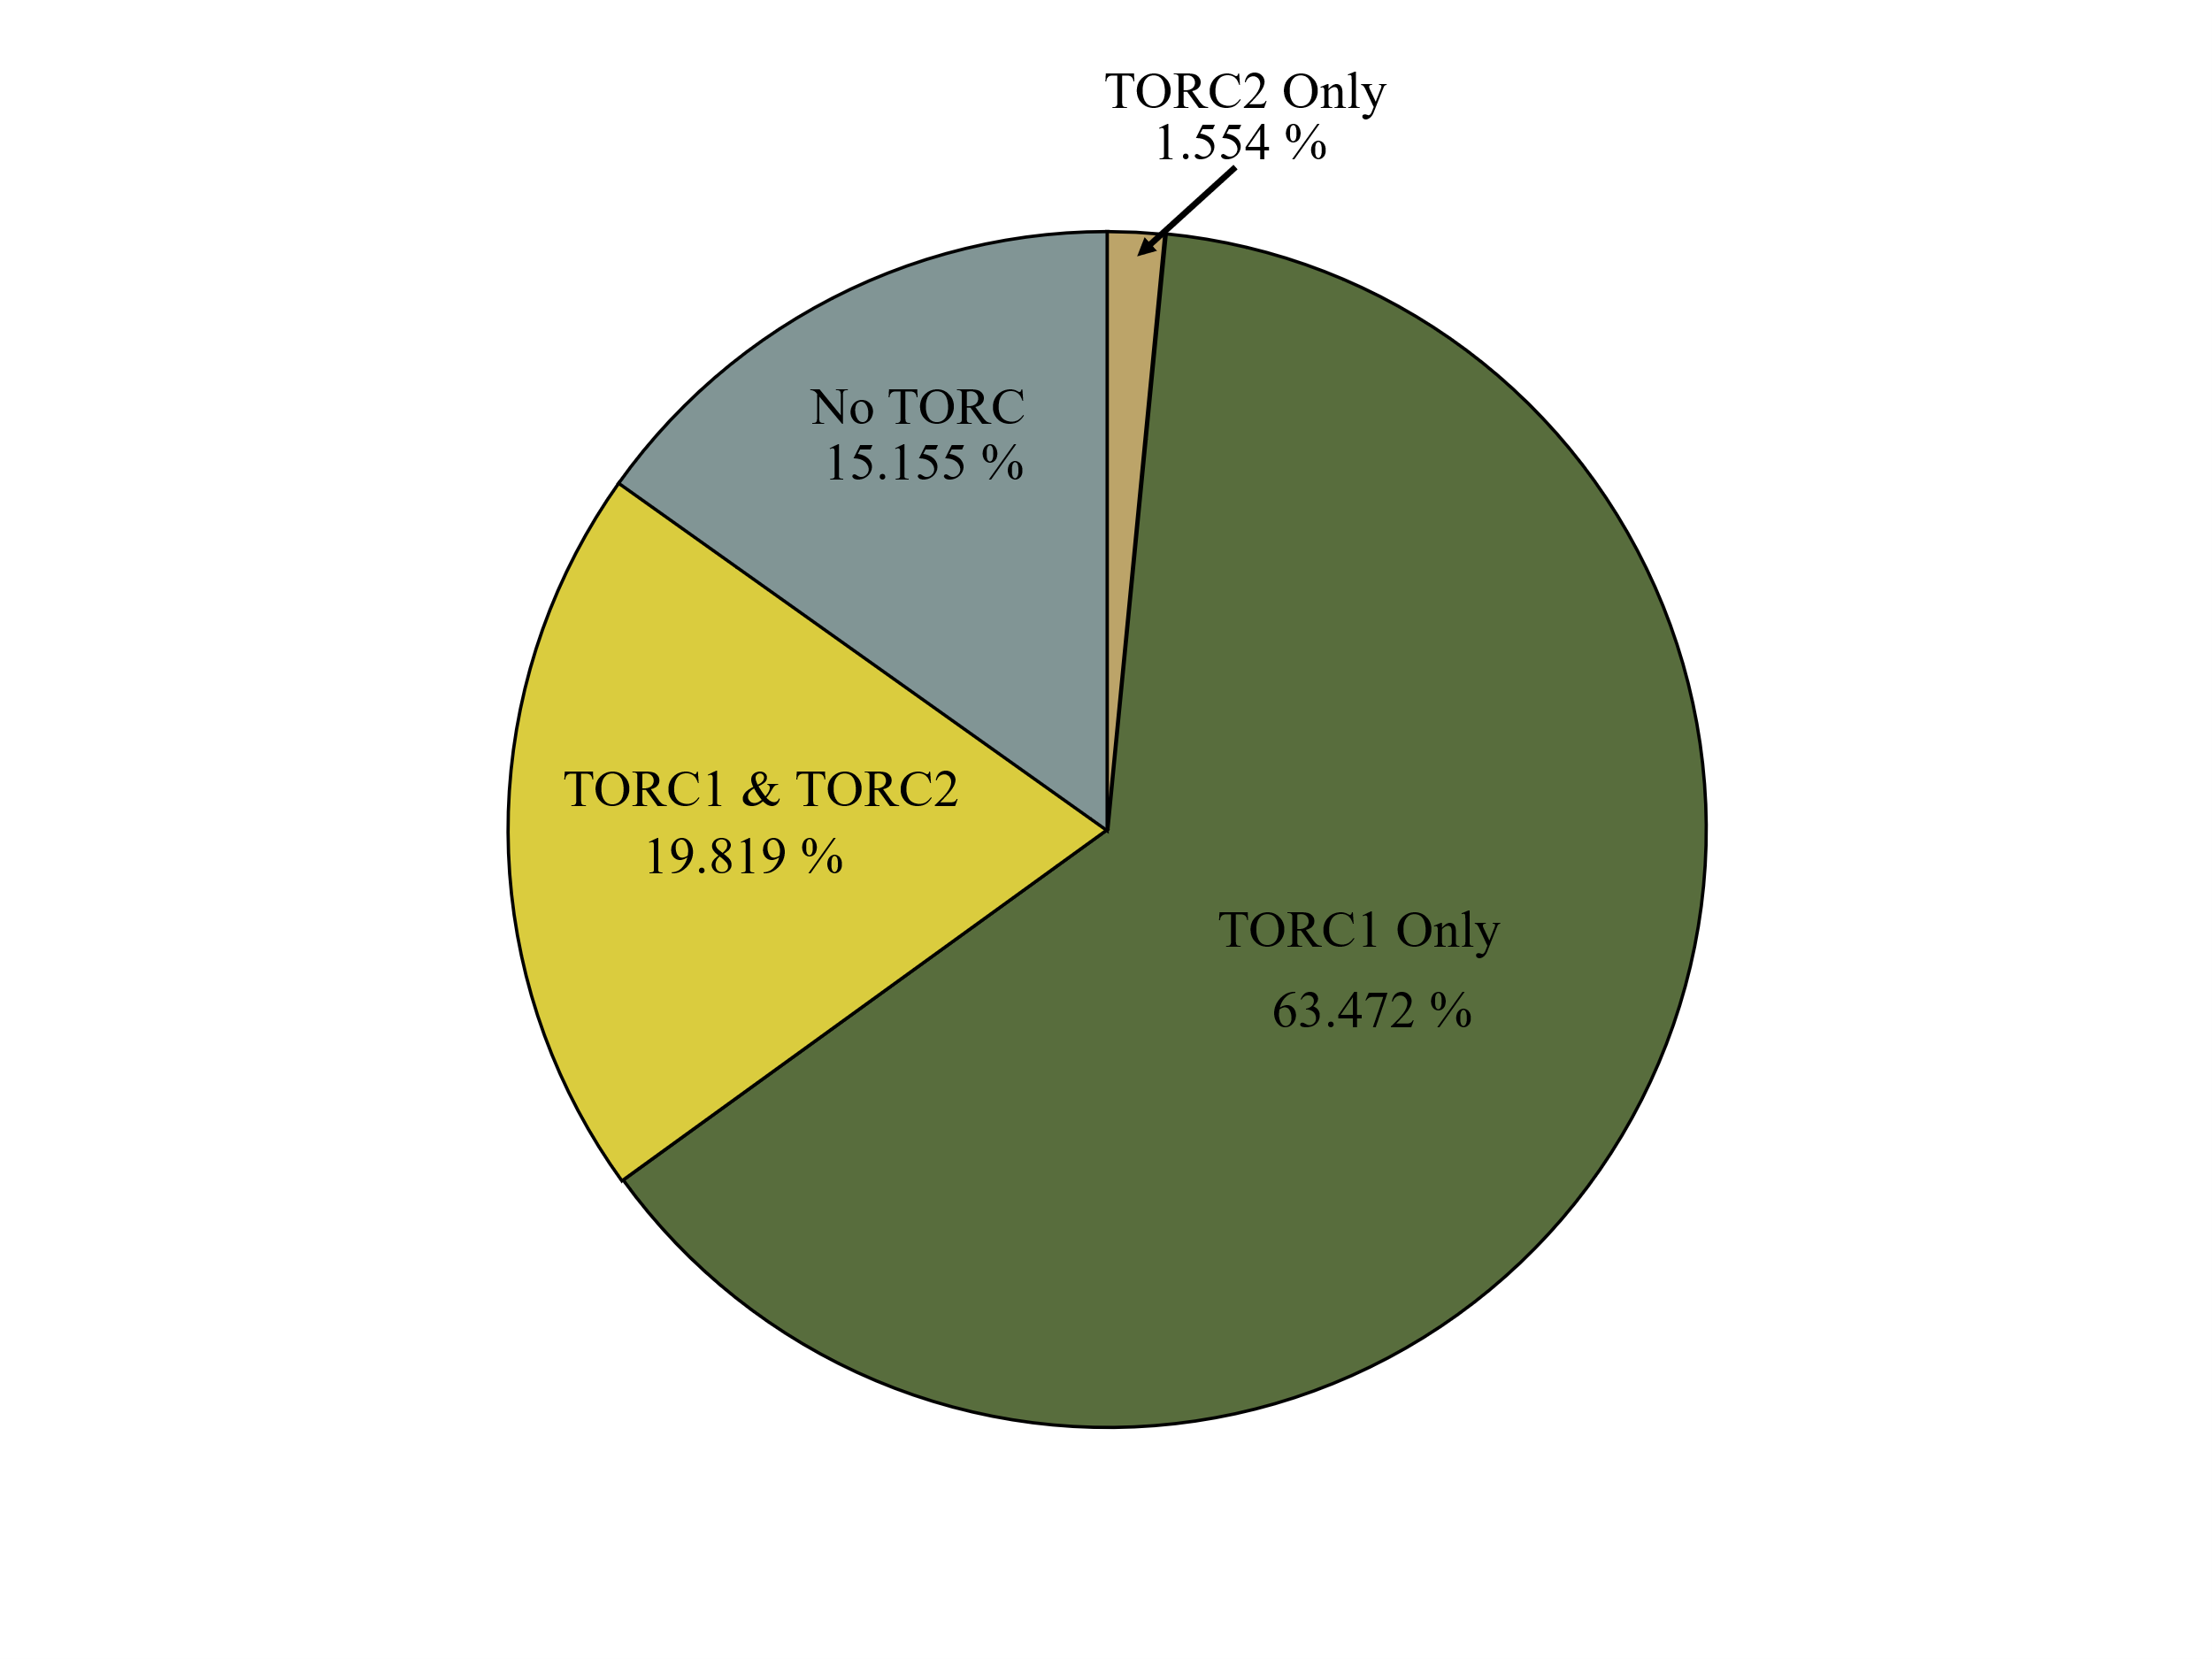 TORC2 Only
1.554 %
No TORC
15.155 %
TORC1 & TORC2
19.819 %
TORC1 Only
63.472 %